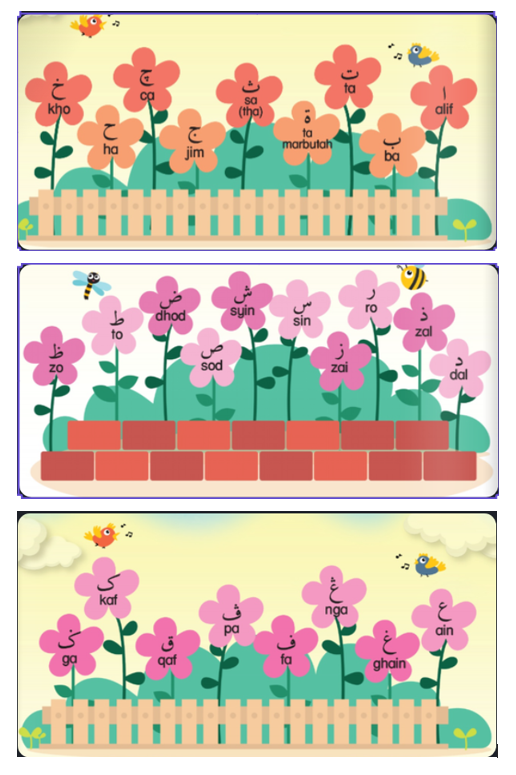 ا
alif
ب
ba
ت
ta
ة
ta
marbutah
ث
sa
(tha)
ج
jim
چ
ca
ح
ha
خ
kho
د
dal
ذ
zal
ر
ro
ز
zai
س
sin
ش
syin
ص
sod
ض
dhod
ط
to
ظ
zo
ع
ain
غ
ghain
ڠ
nga
ف
fa
ڤ
pa
ق
qaf
ک
kaf
ݢ
ga